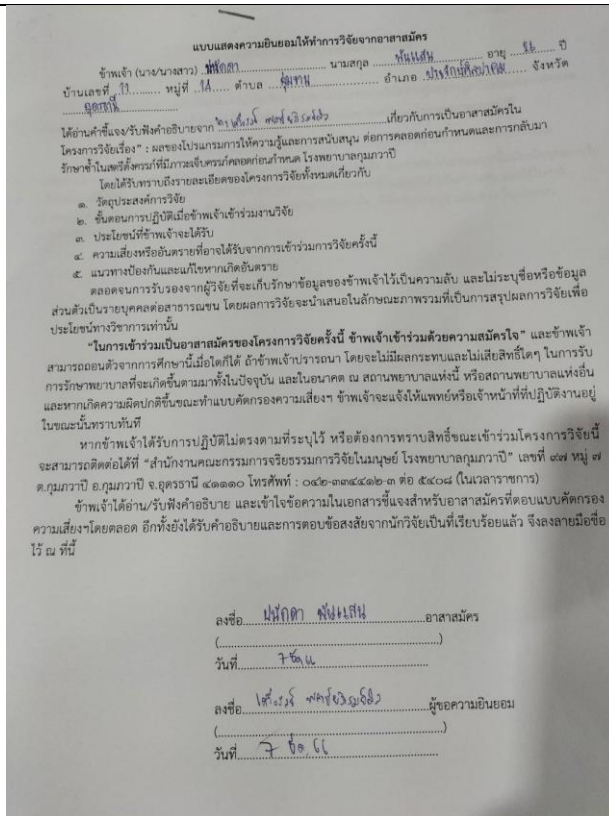 แบบแสดงความยินยอมให้ทำการวิจัยจากอาสาสมัคร
ข้าพเจ้า (นาง/นางสาว) ปนัดดา นามสกุล พันแสน อายุ ปี
บ้านเลขที่ 11 หมู่ที่ 14 ตำบล อำเภอ ประจักษ์ศิลปาคม จังหวัด
อุดรธานี
ได้อ่านคำชี้แจง/รับฟังคำอธิบายจาก เกี่ยวกับการเป็นอาสาสมัครใน
โครงการวิจัยเรื่อง" : ผลของโปรแกรมการให้ความรู้และการสนับสนุน ต่อการคลอดก่อนกำหนดและการกลับมา
รักษาซ้ำในสตรีตั้งครรภ์ที่มีภาวะเจ็บครรภ์คลอดก่อนกำหนด โรงพยาบาลกุมภวาปี
โดยได้รับทราบถึงรายละเอียดของโครงการวิจัยทั้งหมดเกี่ยวกับ
๑. วัตถุประสงค์การวิจัย
๒. ขั้นตอนการปฏิบัติเมื่อข้าพเจ้าเข้าร่วมงานวิจัย
๓. ประโยชน์ที่ข้าพเจ้าจะได้รับ
๔. ความเสี่ยงหรืออันตรายที่อาจได้รับจากการเข้าร่วมการวิจัยครั้งนี้
๕. แนวทางป้องกันและแก้ไขหากเกิดอันตราย
ตลอดจนการรับรองจากผู้วิจัยที่จะเก็บรักษาข้อมูลของข้าพเจ้าไว้เป็นความลับ และไม่ระบุชื่อหรือข้อมูล
ส่วนตัวเป็นรายบุคคลต่อสาธารณชน โดยผลการวิจัยจะนำเสนอในลักษณะภาพรวมที่เป็นการสรุปผลการวิจัยเพื่อ
ประโยชน์ทางวิชาการเท่านั้น
"ในการเข้าร่วมเป็นอาสาสมัครของโครงการวิจัยครั้งนี้ ข้าพเจ้าเข้าร่วมด้วยความสมัครใจ" และข้าพเจ้า
สามารถถอนตัวจากการศึกษานี้เมื่อใดก็ได้ ถ้าข้าพเจ้าปรารถนา โดยจะไม่มีผลกระทบและไม่เสียสิทธิ์ใดๆ ในการรับ
การรักษาพยาบาลที่จะเกิดขึ้นตามมาทั้งในปัจจุบัน และในอนาคต ณ สถานพยาบาลแห่งนี้ หรือสถานพยาบาลแห่งอื่น
และหากเกิดความผิดปกติขึ้นขณะทำแบบคัดกรองความเสี่ยงฯ ข้าพเจ้าจะแจ้งให้แพทย์หรือเจ้าหน้าที่ที่ปฏิบัติงานอยู่
ในขณะนั้นทราบทันที
หากข้าพเจ้าได้รับการปฏิบัติไม่ตรงตามที่ระบุไว้ หรือต้องการทราบสิทธิ์ขณะเข้าร่วมโครงการวิจัยนี้
จะสามารถติดต่อได้ที่ "สำนักงานคณะกรรมการจริยธรรมการวิจัยในมนุษย์ โรงพยาบาลกุมภวาปี" เลขที่ ๙๗ หมู่ ๗
ต.กุมภวาปี อ.กุมภวาปี จ.อุดรธานี ๔๑๑๑๐ โทรศัพท์ : ๐๔๒-๓๓๔๔๑๒-๓ ต่อ ๕๔๐๘ (ในเวลาราชการ)
ข้าพเจ้าได้อ่าน/รับฟังคำอธิบาย และเข้าใจข้อความในเอกสารชี้แจงสำหรับอาสาสมัครที่ตอบแบบคัดกรอง
ความเสี่ยงฯโดยตลอด อีกทั้งยังได้รับคำอธิบายและการตอบข้อสงสัยจากนักวิจัยเป็นที่เรียบร้อยแล้ว จึงลงลายมือชื่อ
ไว้ ณ ที่นี้
ลงชื่อ ปนัดดา พันแสน อาสาสมัคร
(....)
วันที่ 7
ลงชื่อ ผู้ขอความยินยอม
(....)
วันที่ 7 66